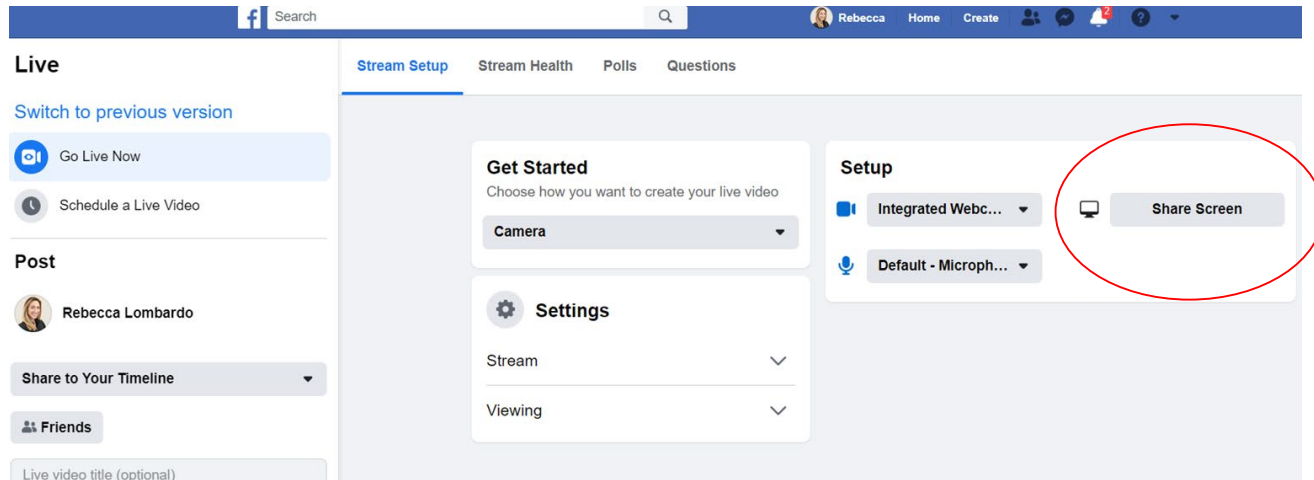 f Search Rebecca Home Create 2 ?
Live
Switch to previous version
Go Live Now
Schedule a Live Video
Post
Rebecca Lombardo
Share to Your Timeline
Friends
Live video title (optional)
Stream Setup Stream Health Polls Questions
Get Started
Choose how you want to create your live video
Camera
Settings
Stream
Viewing
Setup
Integrated Webc... Share Screen
Default - Microph...